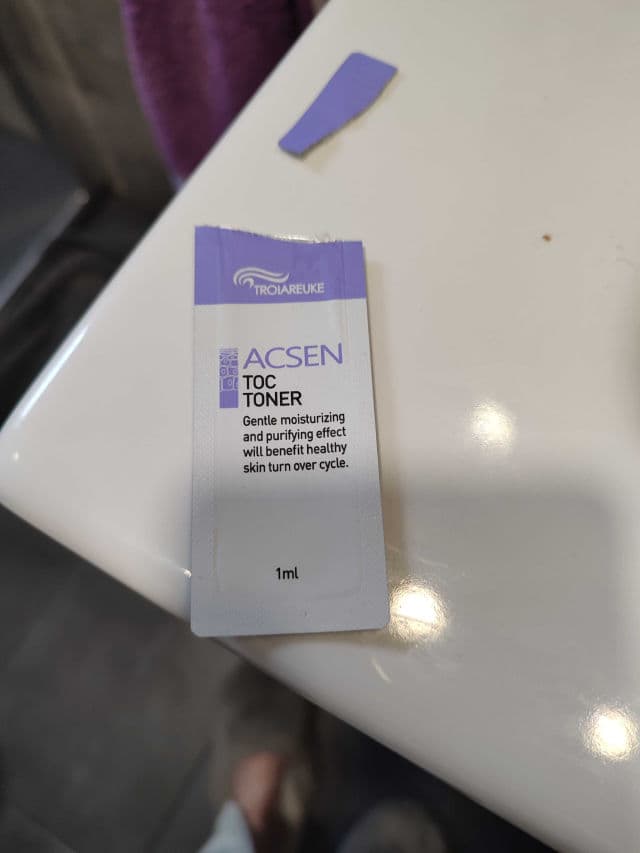 TROIAREUKE
ACSEN
TOC
TONER
Gentle moisturizing
and purifying effect
will benefit healthy
skin turn over cycle.
1ml